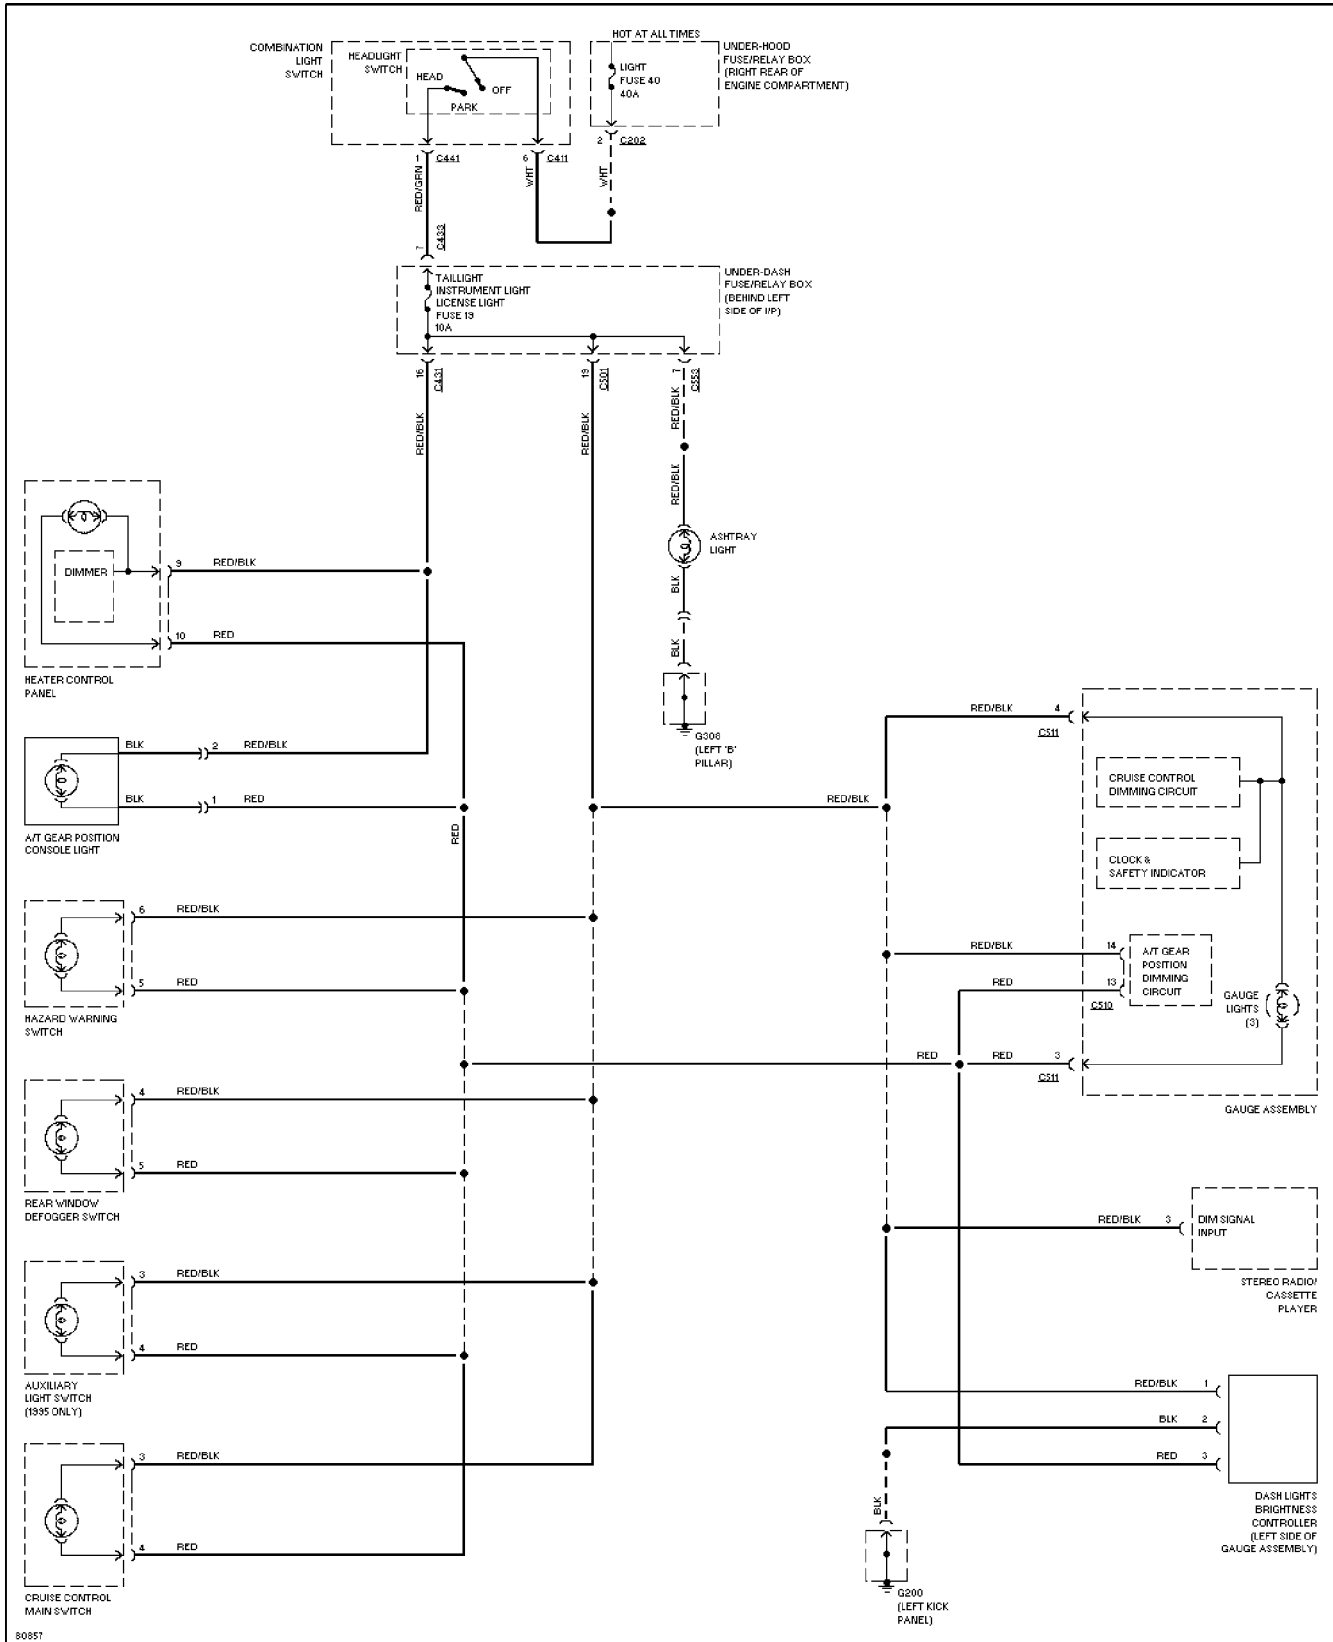 HOT AT ALL TIMES
COMBINATION
LIGHT
SWITCH
HEADLIGHT
SWITCH
HEAD
OFF
PARK
LIGHT
FUSE 40
40A
UNDER-HOOD
FUSE/RELAY BOX
(RIGHT REAR OF
ENGINE COMPARTMENT)
1
C441
6
C411
2
C202
RED/GRN
WHT
WHT
7
C433
TAILLIGHT
INSTRUMENT LIGHT
LICENSE LIGHT
FUSE 19
10A
UNDER-DASH
FUSE/RELAY BOX
(BEHIND LEFT
SIDE OF I/P)
16
C431
19
C501
7
C553
RED/BLK
RED/BLK
RED/BLK
RED/BLK
ASHTRAY
LIGHT
BLK
BLK
G306
(LEFT 'B'
PILLAR)
DIMMER
9
RED/BLK
10
RED
HEATER CONTROL
PANEL
BLK
2
RED/BLK
BLK
1
RED
A/T GEAR POSITION
CONSOLE LIGHT
RED
RED/BLK
RED/BLK
4
C511
CRUISE CONTROL
DIMMING CIRCUIT
CLOCK &
SAFETY INDICATOR
6
RED/BLK
5
RED
HAZARD WARNING
SWITCH
RED/BLK
14
RED
13
C510
A/T GEAR
POSITION
DIMMING
CIRCUIT
GAUGE
LIGHTS
(3)
RED
RED
3
C511
GAUGE ASSEMBLY
4
RED/BLK
5
RED
REAR WINDOW
DEFOGGER SWITCH
RED/BLK
3
DIM SIGNAL
INPUT
STEREO RADIO/
CASSETTE
PLAYER
3
RED/BLK
4
RED
AUXILIARY
LIGHT SWITCH
(1995 ONLY)
RED/BLK
1
BLK
2
RED
3
DASH LIGHTS
BRIGHTNESS
CONTROLLER
(LEFT SIDE OF
GAUGE ASSEMBLY)
3
RED/BLK
4
RED
CRUISE CONTROL
MAIN SWITCH
BLK
G200
(LEFT KICK
PANEL)
80857